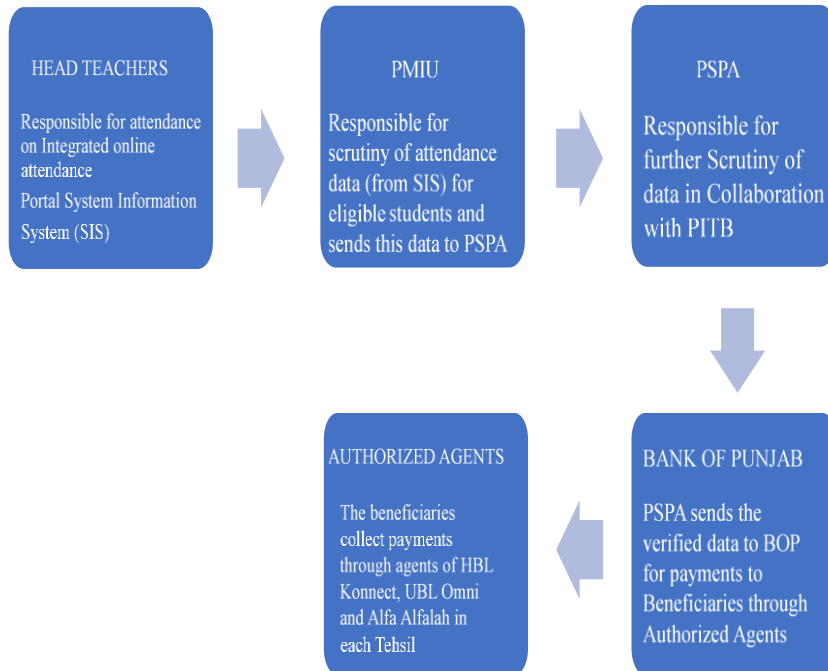 HEAD TEACHERS
Responsible for attendance
on Integrated online
attendance
Portal System Information
System (SIS)
PMIU
Responsible for
scrutiny of attendance
data (from SIS) for
eligible students and
sends this data to PSPA
PSPA
Responsible for
further Scrutiny of
data in Collaboration
with PITB
BANK OF PUNJAB
PSPA sends the
verified data to BOP
for payments to
Beneficiaries through
Authorized Agents
AUTHORIZED AGENTS
The beneficiaries
collect payments
through agents of HBL
Konnect, UBL Omni
and Alfa Alfalah in
each Tehsil